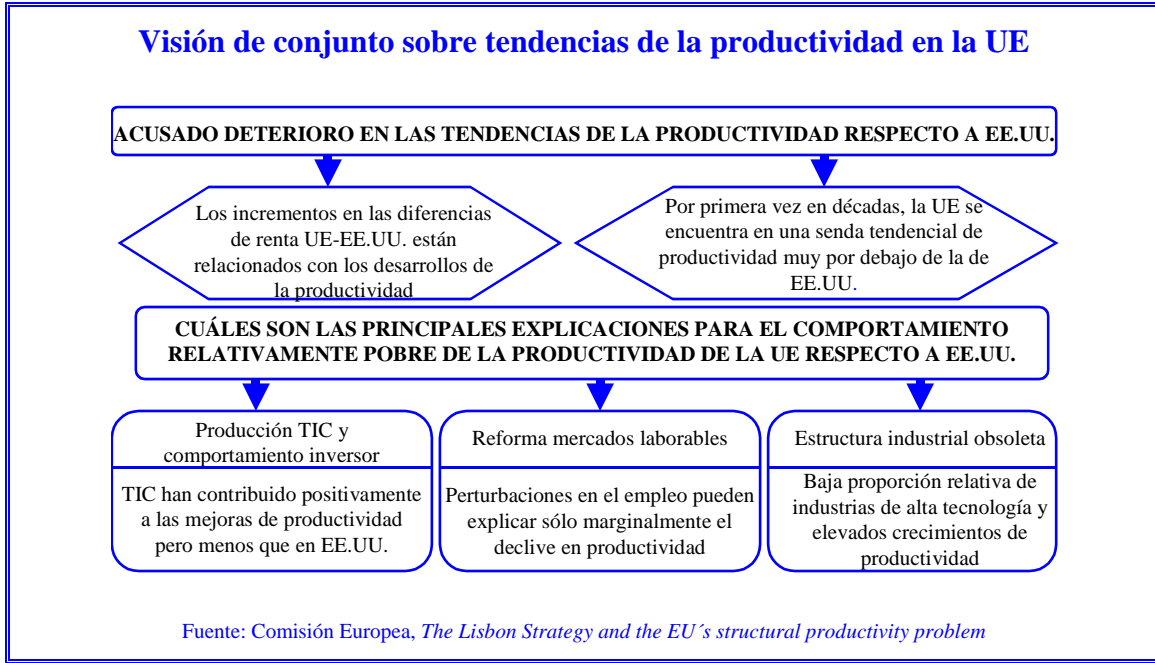 Visión de conjunto sobre tendencias de la productividad en la UE
ACUSADO DETERIORO EN LAS TENDENCIAS DE LA PRODUCTIVIDAD RESPECTO A EE.UU.
Los incrementos en las diferencias
de renta UE-EE.UU. están
relacionados con los desarrollos de
la productividad
Por primera vez en décadas, la UE se
encuentra en una senda tendencial de
productividad muy por debajo de la de
EE.UU.
CUÁLES SON LAS PRINCIPALES EXPLICACIONES PARA EL COMPORTAMIENTO
RELATIVAMENTE POBRE DE LA PRODUCTIVIDAD DE LA UE RESPECTO A EE.UU.
Producción TIC y
comportamiento inversor
TIC han contribuido positivamente
a las mejoras de productividad
pero menos que en EE.UU.
Reforma mercados laborables
Perturbaciones en el empleo pueden
explicar sólo marginalmente el
declive en productividad
Estructura industrial obsoleta
Baja proporción relativa de
industrias de alta tecnología y
elevados crecimientos de
productividad
Fuente: Comisión Europea, The Lisbon Strategy and the EU´s structural productivity problem